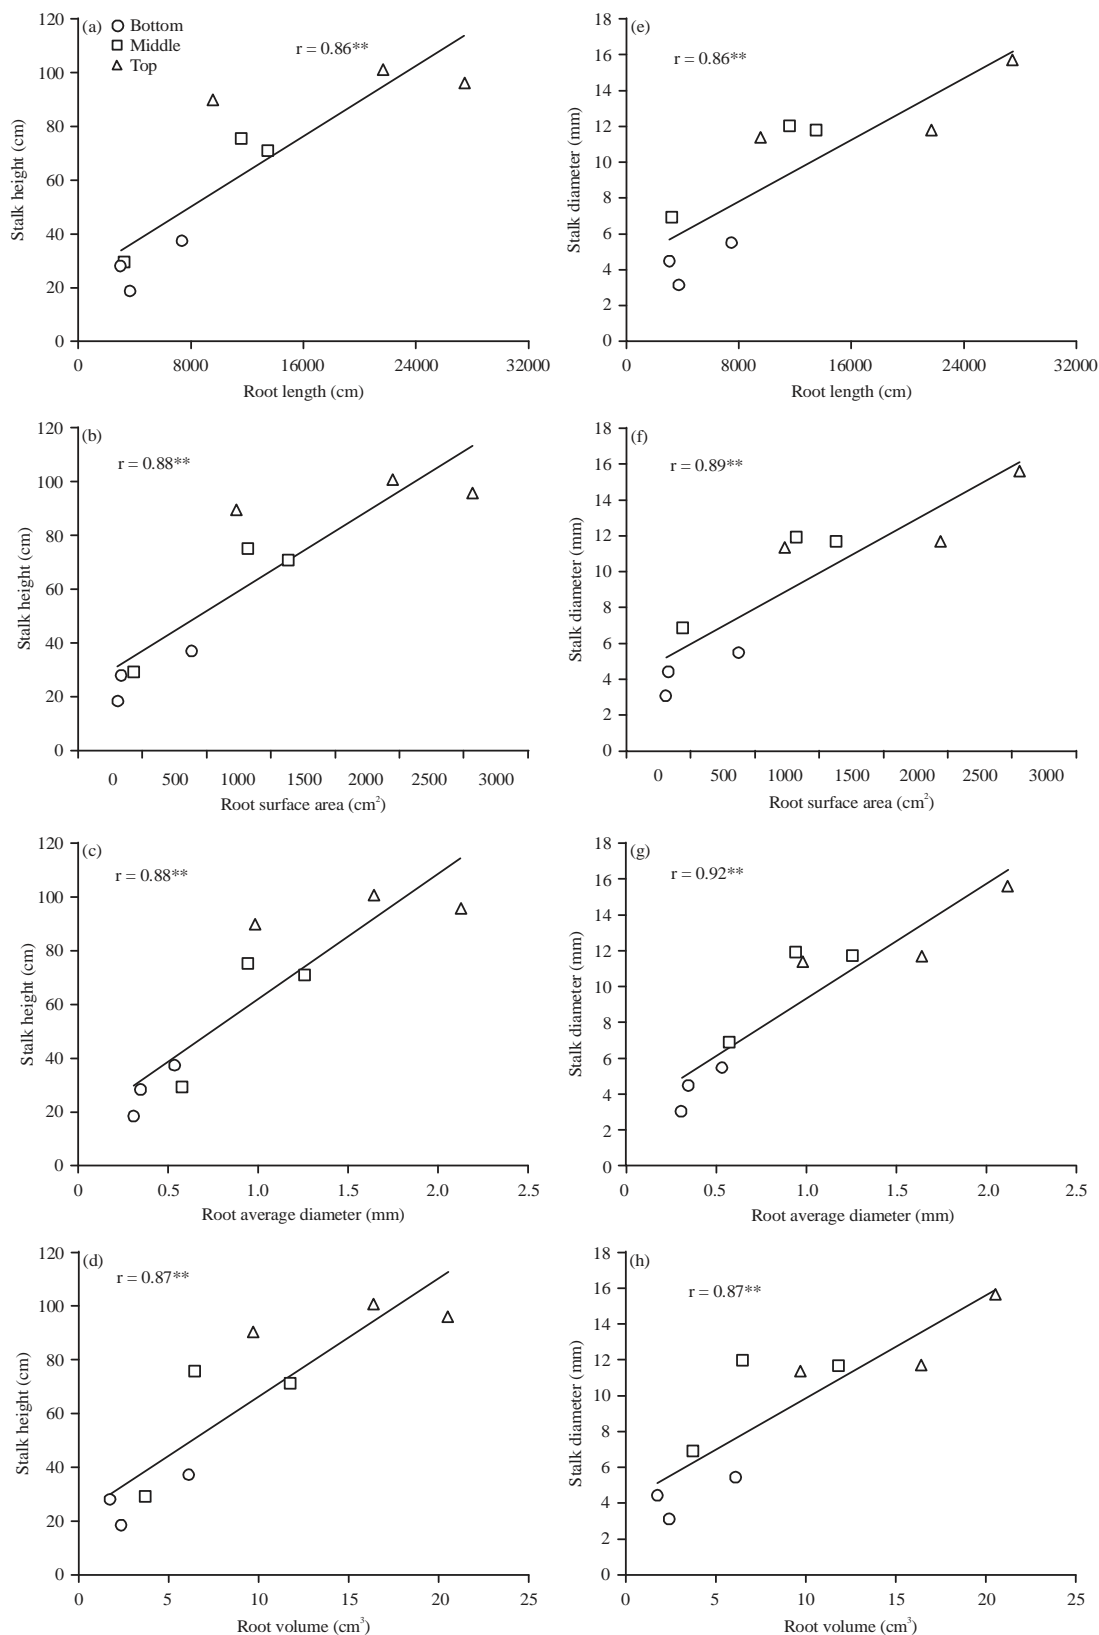 (a)
Bottom
Middle
Top
r = 0.86**
120
100
80
60
40
20
0
Stalk height (cm)
0 8000 16000 24000 32000
Root length (cm)
(e)
r = 0.86**
18
16
14
12
10
8
6
4
2
0
Stalk diameter (mm)
0 8000 16000 24000 32000
Root length (cm)
(b)
r = 0.88**
120
100
80
60
40
20
0
Stalk height (cm)
0 500 1000 1500 2000 2500 3000
Root surface area (cm²)
(f)
r = 0.89**
18
16
14
12
10
8
6
4
2
0
Stalk diameter (mm)
0 500 1000 1500 2000 2500 3000
Root surface area (cm²)
(c)
r = 0.88**
120
100
80
60
40
20
0
Stalk height (cm)
0 0.5 1.0 1.5 2.0 2.5
Root average diameter (mm)
(g)
r = 0.92**
18
16
14
12
10
8
6
4
2
0
Stalk diameter (mm)
0 0.5 1.0 1.5 2.0 2.5
Root average diameter (mm)
(d)
r = 0.87**
120
100
80
60
40
20
0
Stalk height (cm)
0 5 10 15 20 25
Root volume (cm³)
(h)
r = 0.87**
18
16
14
12
10
8
6
4
2
0
Stalk diameter (mm)
0 5 10 15 20 25
Root volume (cm³)